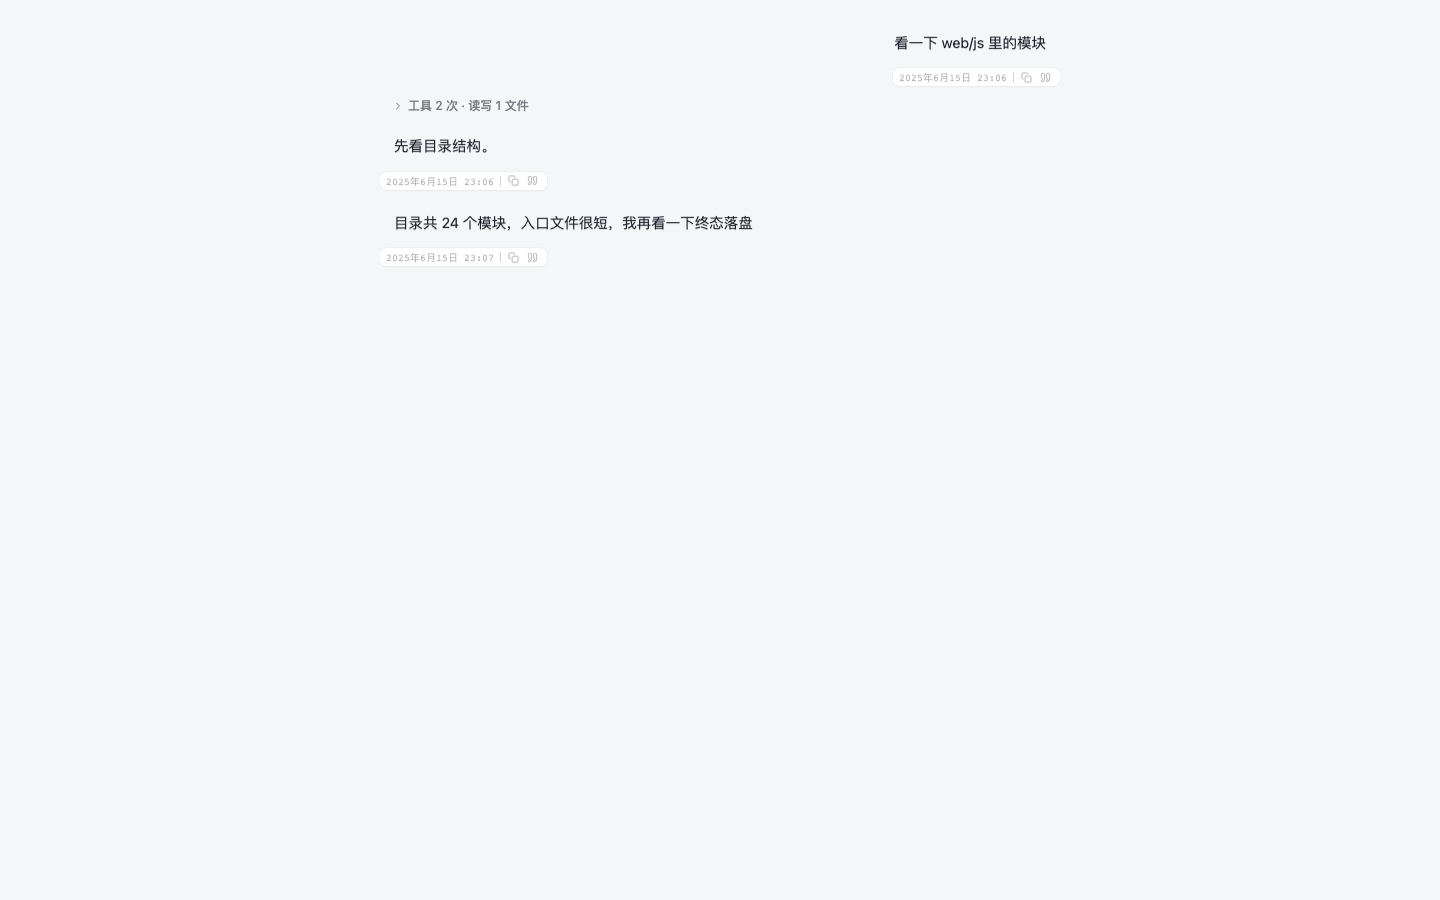 看一下 web/js 里的模块
2025年6月15日 23:06
工具 2 次 · 读写 1 文件
先看目录结构。
2025年6月15日 23:06
目录共 24 个模块，入口文件很短，我再看一下终态落盘
2025年6月15日 23:07